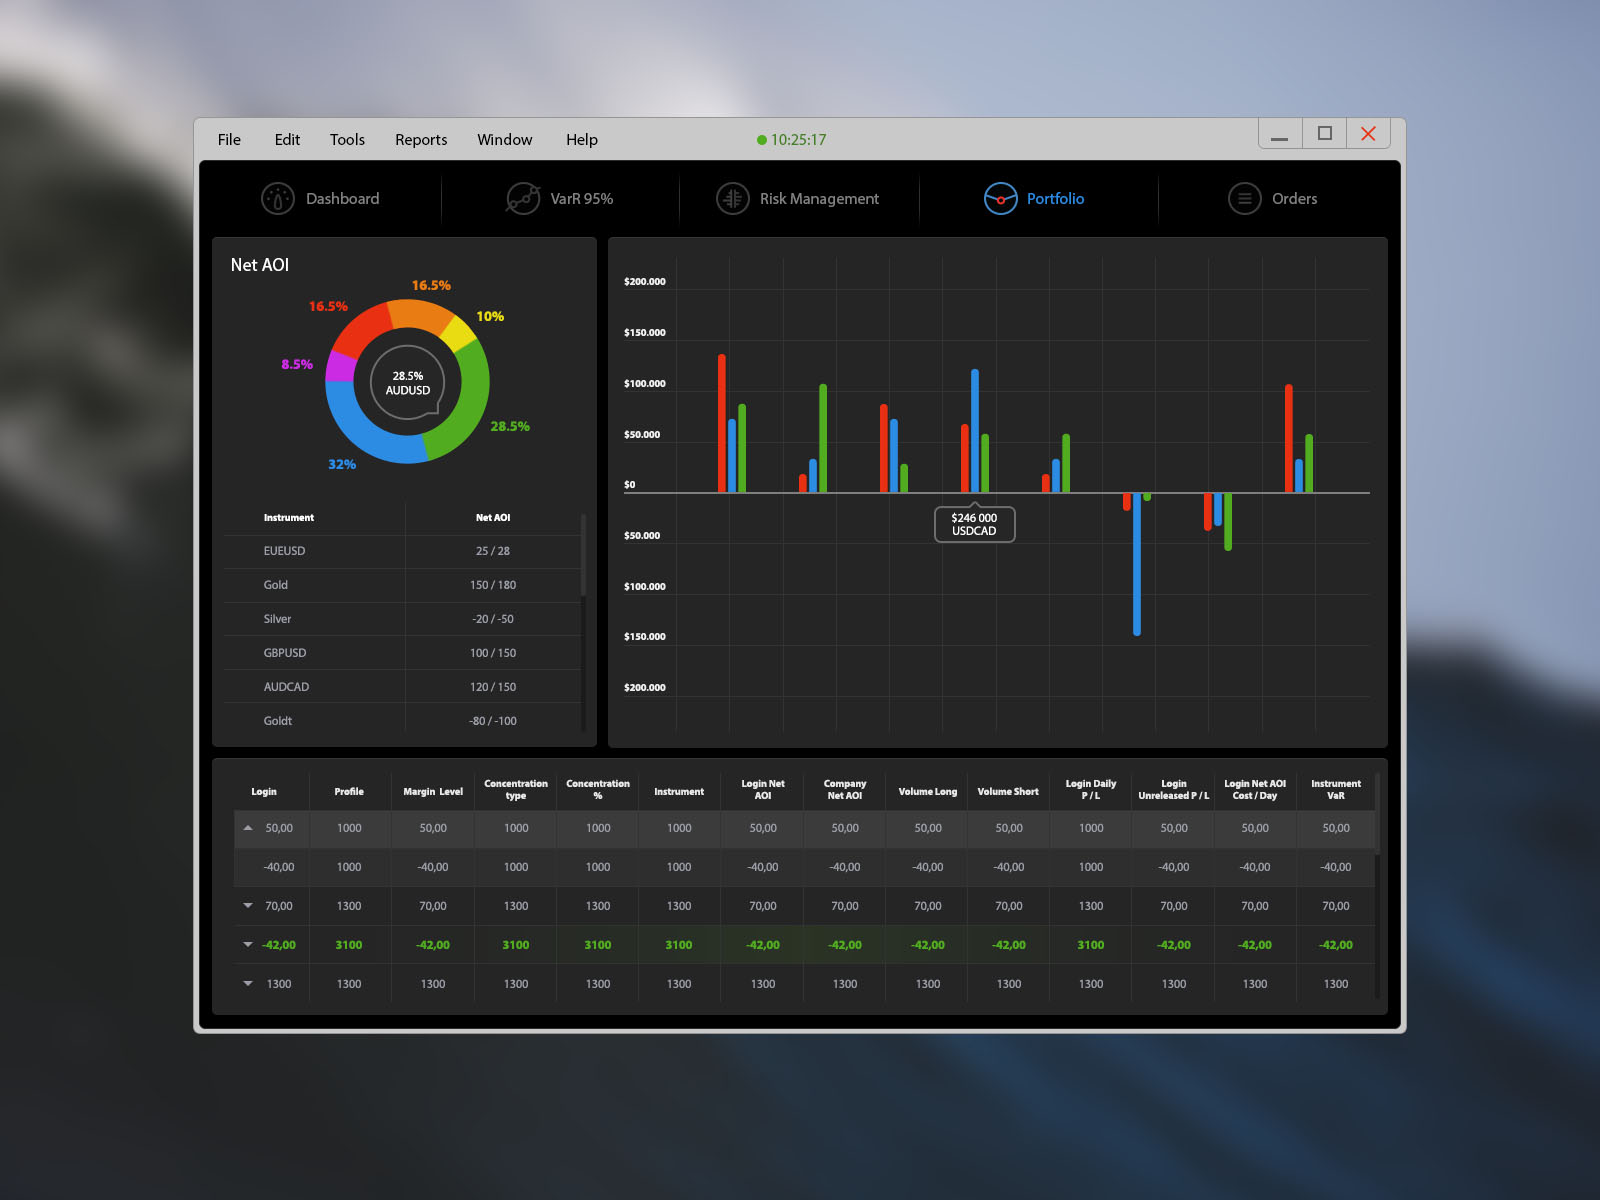 File Edit Tools Reports Window Help 10:25:17
Dashboard VarR 95% Risk Management Portfolio Orders
Net AOI
16.5%
16.5%
10%
8.5%
28.5%
AUDUSD
28.5%
32%
Instrument Net AOI
EUEUSD 25 / 28
Gold 150 / 180
Silver -20 / -50
GBPUSD 100 / 150
AUDCAD 120 / 150
Goldt -80 / -100
$200.000
$150.000
$100.000
$50.000
$0
$246 000
USDCAD
$50.000
$100.000
$150.000
$200.000
Login Profile Margin Level Concentration type Concentration % Instrument Login Net AOI Company Net AOI Volume Long Volume Short Login Daily P / L Login Unreleased P / L Login Net AOI Cost / Day Instrument VaR
50,00 1000 50,00 1000 1000 1000 50,00 50,00 50,00 50,00 1000 50,00 50,00 50,00
-40,00 1000 -40,00 1000 1000 1000 -40,00 -40,00 -40,00 -40,00 1000 -40,00 -40,00 -40,00
70,00 1300 70,00 1300 1300 1300 70,00 70,00 70,00 70,00 1300 70,00 70,00 70,00
-42,00 3100 -42,00 3100 3100 3100 -42,00 -42,00 -42,00 -42,00 3100 -42,00 -42,00 -42,00
1300 1300 1300 1300 1300 1300 1300 1300 1300 1300 1300 1300 1300 1300